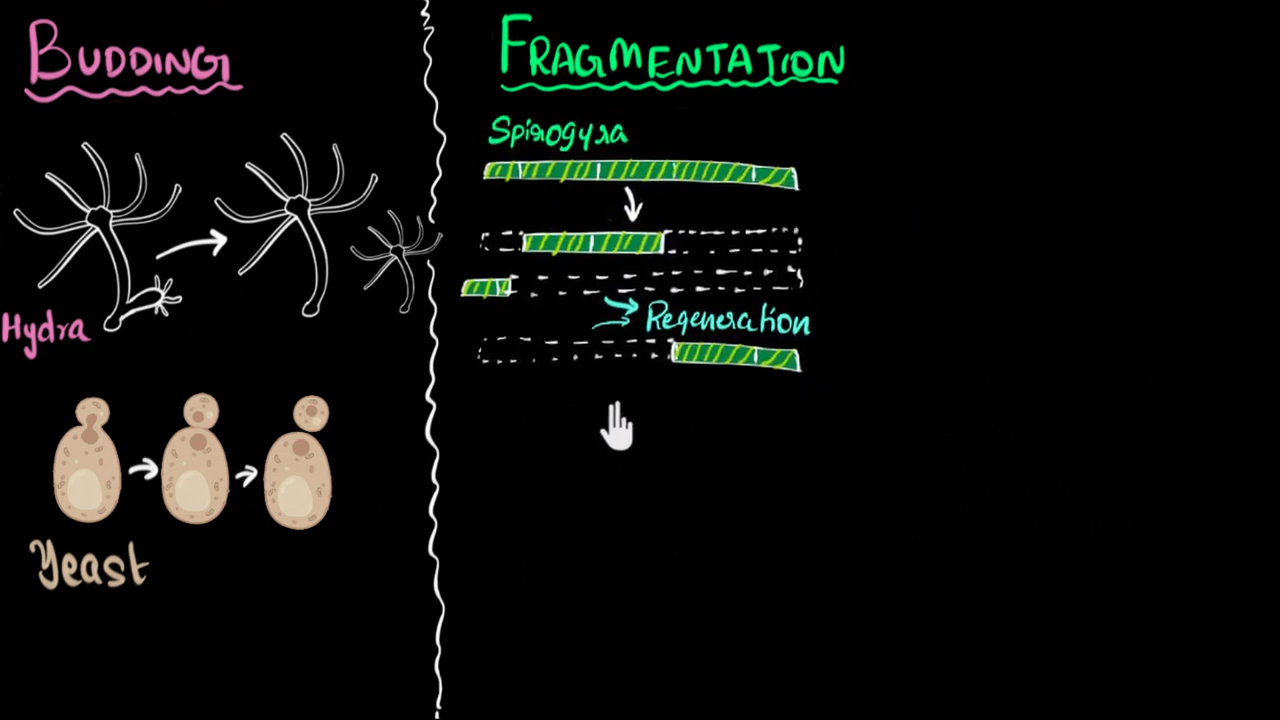 BUDDING
Hydra
Yeast
FRAGMENTATION
Spirogyra
Regeneration